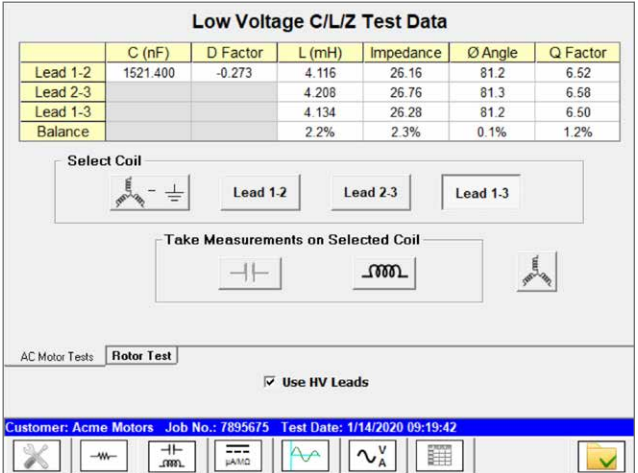 Low Voltage C/L/Z Test Data
C (nF) D Factor L (mH) Impedance Ø Angle Q Factor
Lead 1-2 1521.400 -0.273 4.116 26.16 81.2 6.52
Lead 2-3 4.208 26.76 81.3 6.58
Lead 1-3 4.134 26.28 81.2 6.50
Balance 2.2% 2.3% 0.1% 1.2%
Select Coil
Lead 1-2 Lead 2-3 Lead 1-3
Take Measurements on Selected Coil
AC Motor Tests Rotor Test
Use HV Leads
Customer: Acme Motors Job No.: 7895675 Test Date: 1/14/2020 09:19:42
µAMΩ V A